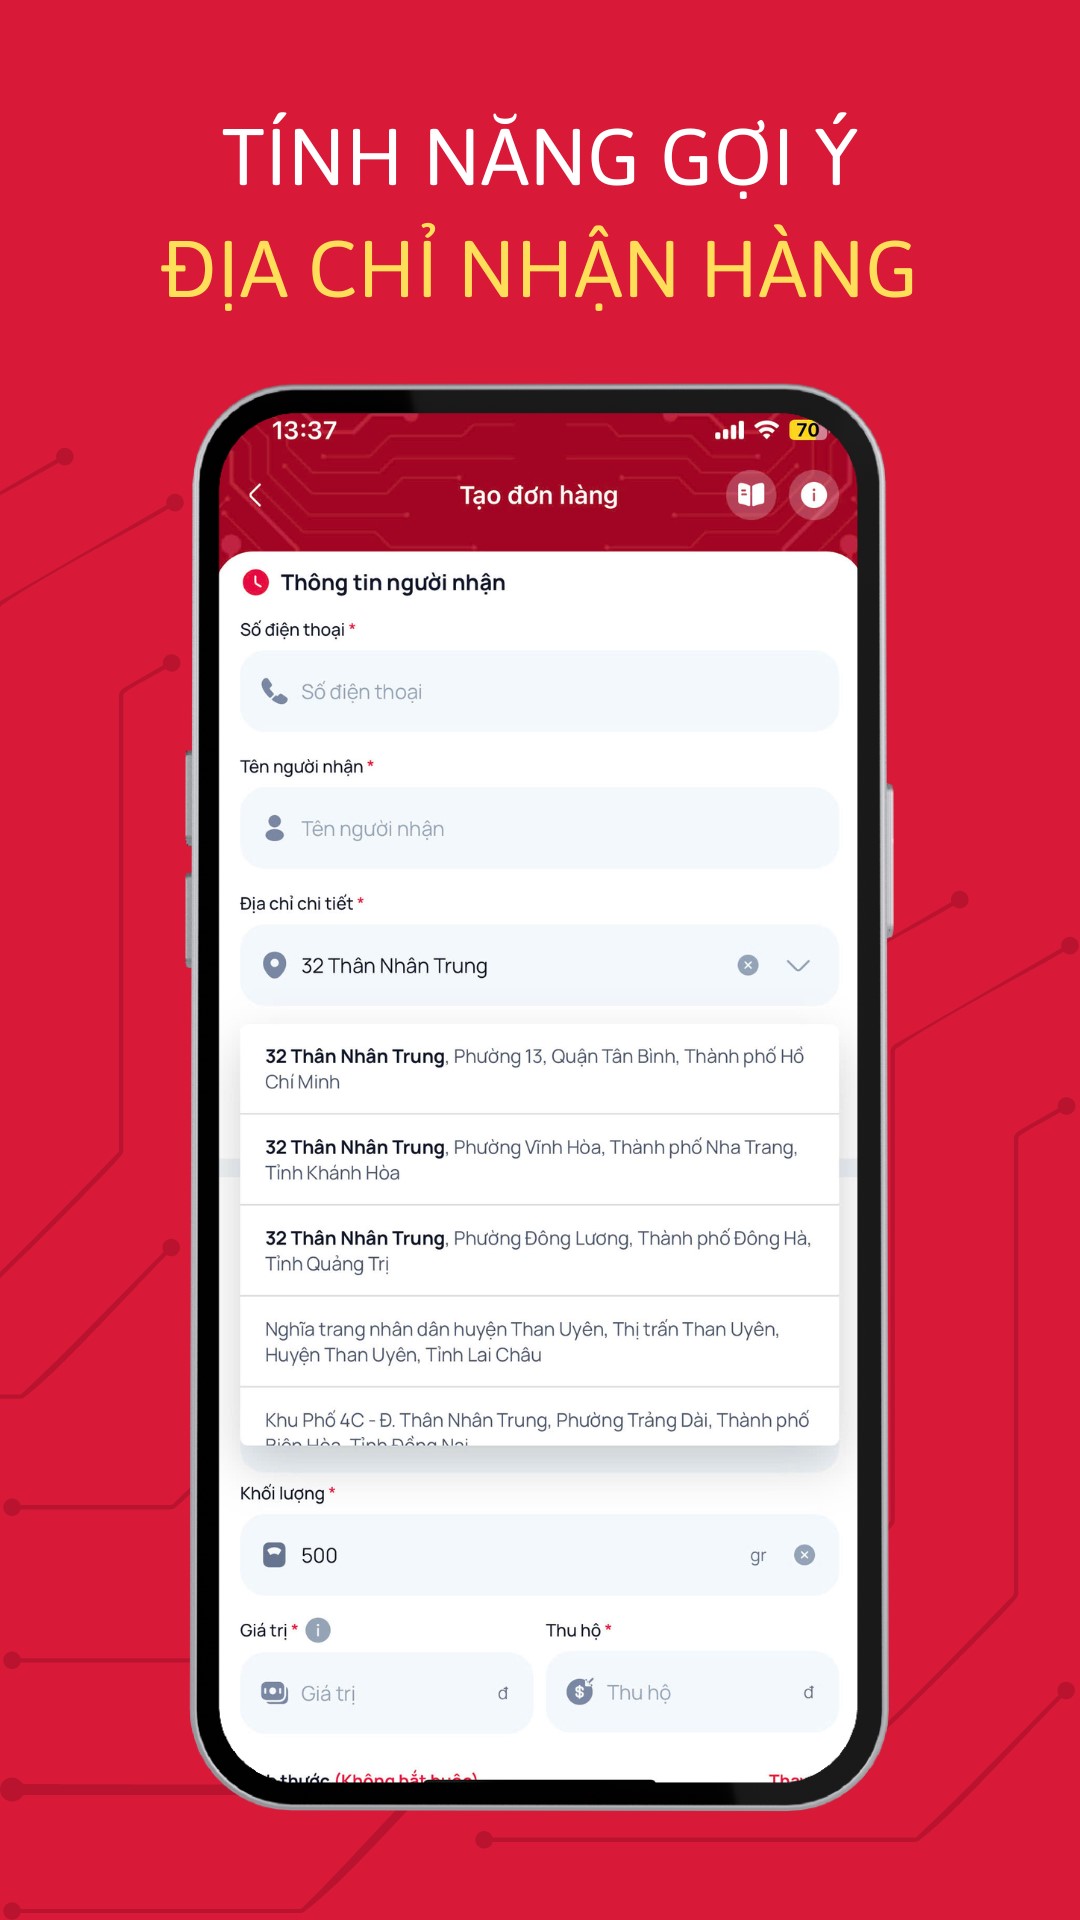 TÍNH NĂNG GỢI Ý
ĐỊA CHỈ NHẬN HÀNG
13:37
70
Tạo đơn hàng
Thông tin người nhận
Số điện thoại *
Số điện thoại
Tên người nhận *
Tên người nhận
Địa chỉ chi tiết *
32 Thân Nhân Trung
32 Thân Nhân Trung, Phường 13, Quận Tân Bình, Thành phố Hồ
Chí Minh
32 Thân Nhân Trung, Phường Vĩnh Hòa, Thành phố Nha Trang,
Tỉnh Khánh Hòa
32 Thân Nhân Trung, Phường Đông Lương, Thành phố Đông Hà,
Tỉnh Quảng Trị
Nghĩa trang nhân dân huyện Than Uyên, Thị trấn Than Uyên,
Huyện Than Uyên, Tỉnh Lai Châu
Khu Phố 4C - Đ. Thân Nhân Trung, Phường Trảng Dài, Thành phố
Biên Hòa, Tỉnh Đồng Nai
Khối lượng *
500 gr
Giá trị * Thu hộ *
Giá trị đ Thu hộ đ
thước (Không bắt buộc)